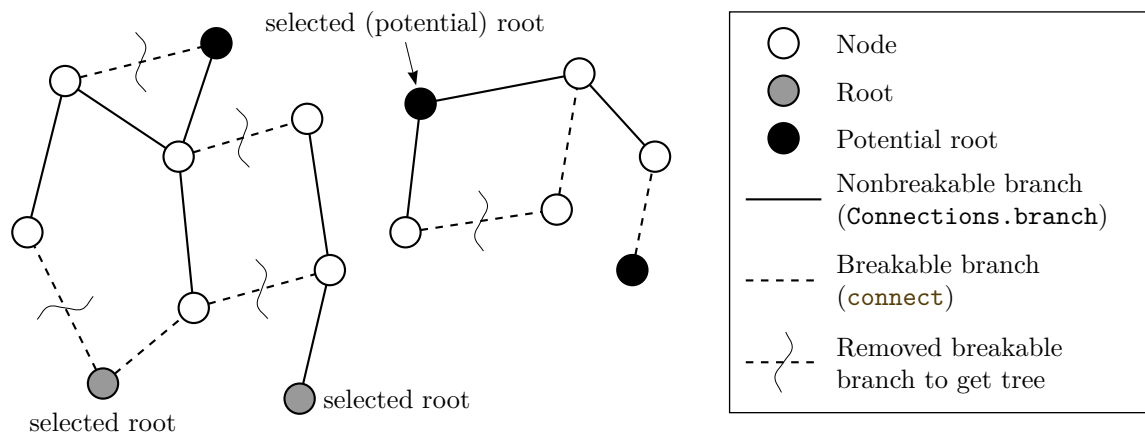 selected (potential) root
selected root
selected root
Node
Root
Potential root
Nonbreakable branch
(Connections.branch)
Breakable branch
(connect)
Removed breakable
branch to get tree